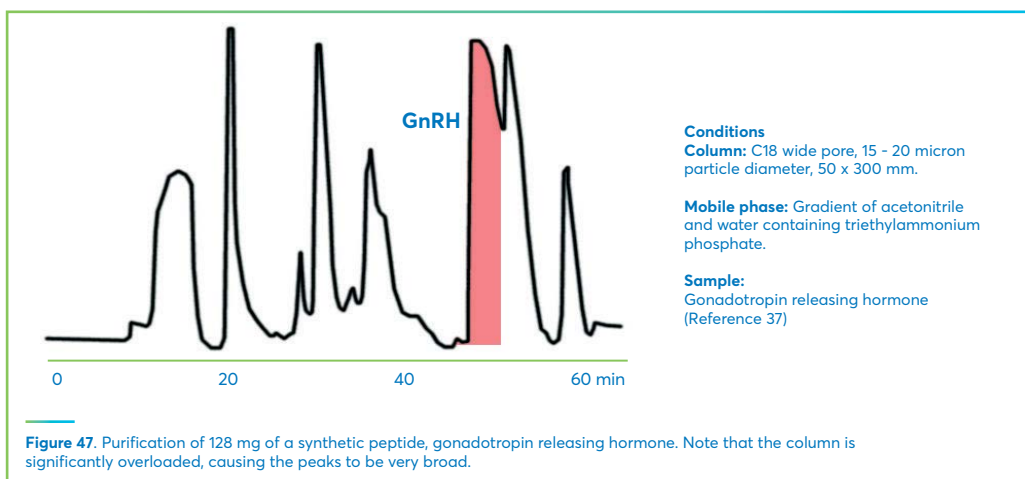 GnRH
0
20
40
60 min
Conditions
Column: C18 wide pore, 15 - 20 micron
particle diameter, 50 x 300 mm.
Mobile phase: Gradient of acetonitrile
and water containing triethylammonium
phosphate.
Sample:
Gonadotropin releasing hormone
(Reference 37)
Figure 47. Purification of 128 mg of a synthetic peptide, gonadotropin releasing hormone. Note that the column is
significantly overloaded, causing the peaks to be very broad.